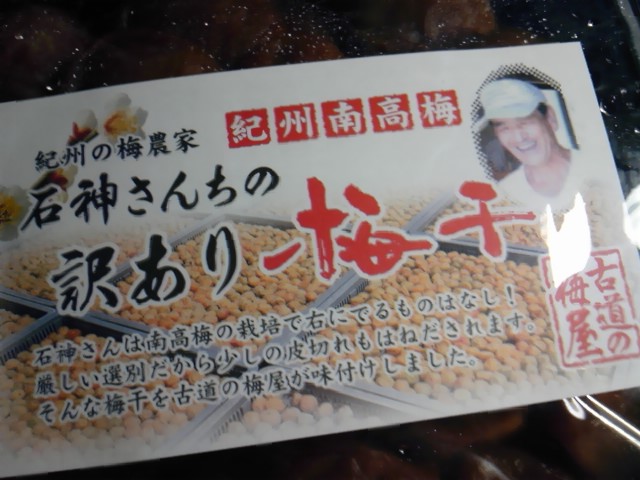 紀州南高梅
紀州の梅農家
石神さんちの
訳あり梅干
古道の
梅屋
石神さんは南高梅の栽培で右にでるものはなし！
厳しい選別だから少しの皮切れもはねだされます。
そんな梅干を古道の梅屋が味付けしました。